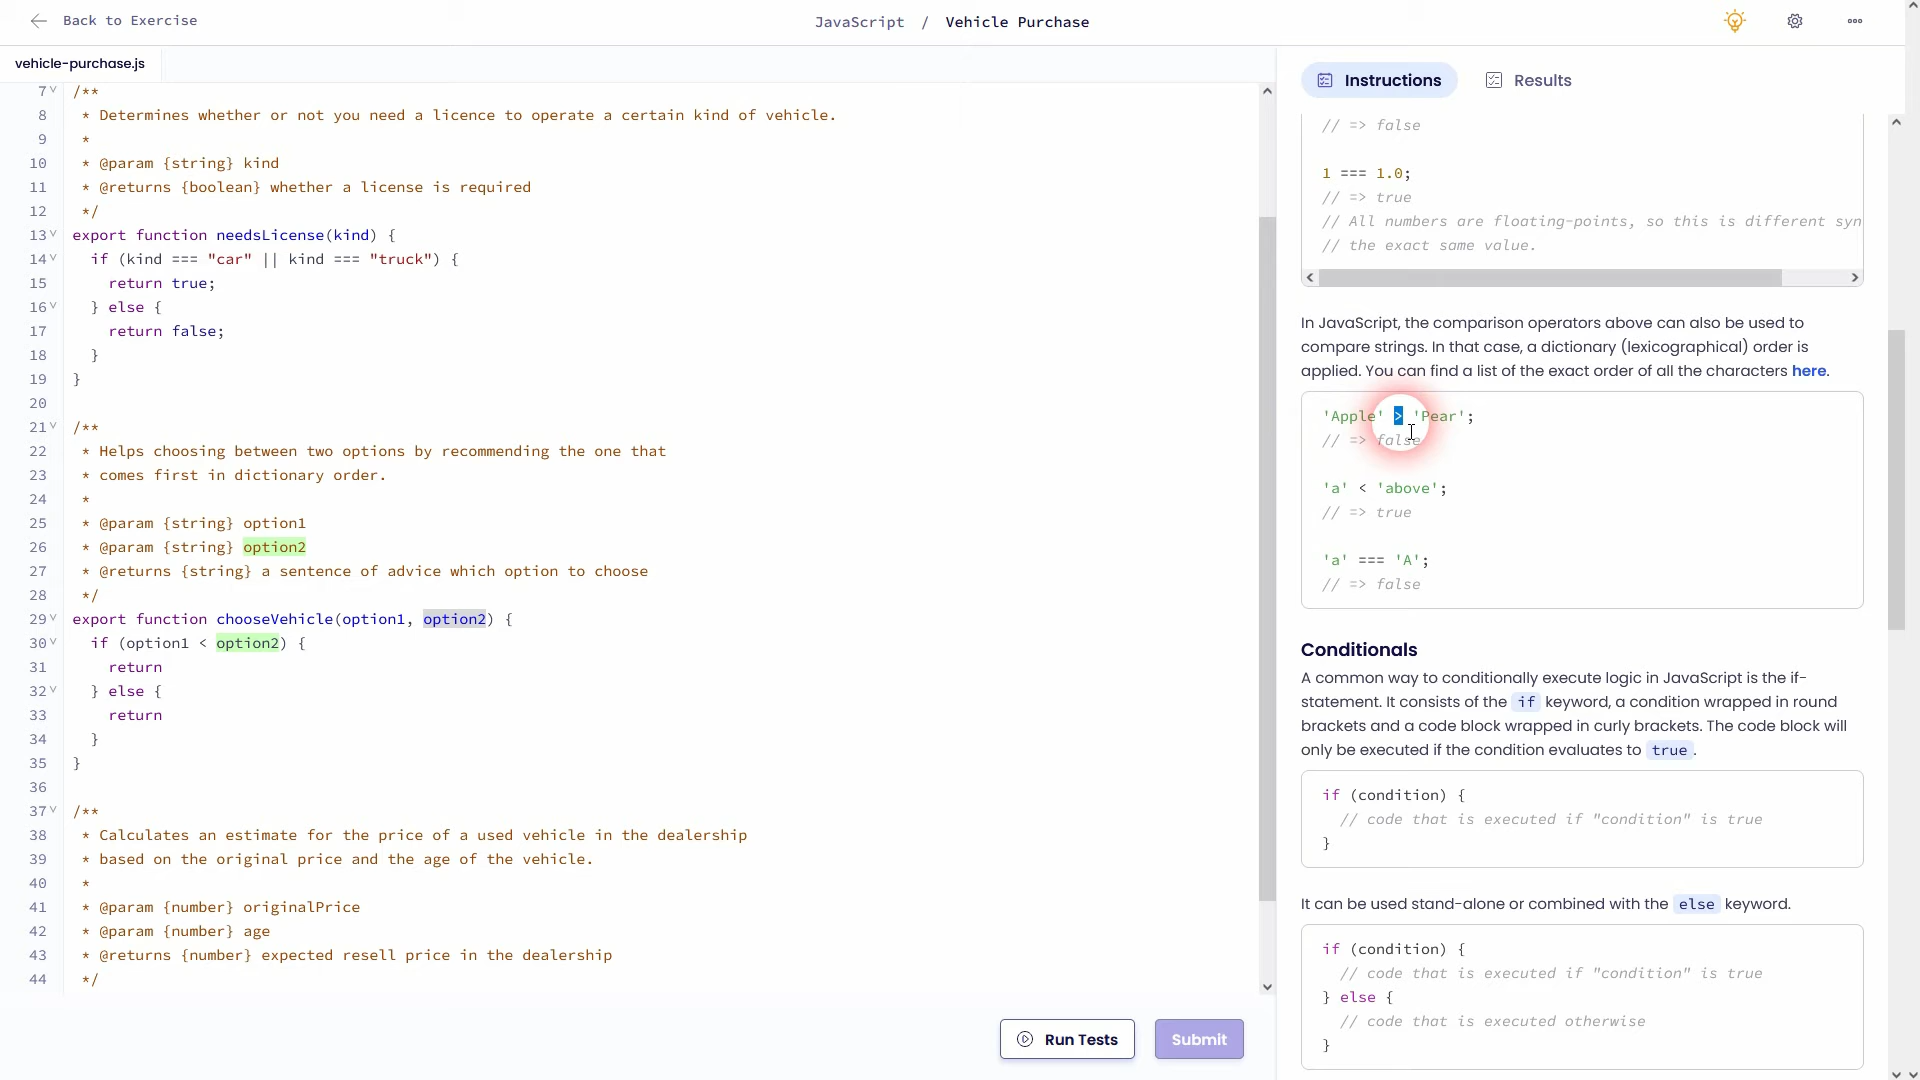 Back to Exercise
JavaScript / Vehicle Purchase
vehicle-purchase.js
7 /**
8 * Determines whether or not you need a licence to operate a certain kind of vehicle.
9 *
10 * @param {string} kind
11 * @returns {boolean} whether a license is required
12 */
13 export function needsLicense(kind) {
14 if (kind === "car" || kind === "truck") {
15 return true;
16 } else {
17 return false;
18 }
19 }
20
21 /**
22 * Helps choosing between two options by recommending the one that
23 * comes first in dictionary order.
24 *
25 * @param {string} option1
26 * @param {string} option2
27 * @returns {string} a sentence of advice which option to choose
28 */
29 export function chooseVehicle(option1, option2) {
30 if (option1 < option2) {
31 return
32 } else {
33 return
34 }
35 }
36
37 /**
38 * Calculates an estimate for the price of a used vehicle in the dealership
39 * based on the original price and the age of the vehicle.
40 *
41 * @param {number} originalPrice
42 * @param {number} age
43 * @returns {number} expected resell price in the dealership
44 */
Run Tests
Submit
Instructions
Results
// => false
1 === 1.0;
// => true
// All numbers are floating-points, so this is different syn
// the exact same value.
In JavaScript, the comparison operators above can also be used to
compare strings. In that case, a dictionary (lexicographical) order is
applied. You can find a list of the exact order of all the characters here.
'Apple' > 'Pear';
// => false
'a' < 'above';
// => true
'a' === 'A';
// => false
Conditionals
A common way to conditionally execute logic in JavaScript is the if-
statement. It consists of the if keyword, a condition wrapped in round
brackets and a code block wrapped in curly brackets. The code block will
only be executed if the condition evaluates to true.
if (condition) {
// code that is executed if "condition" is true
}
It can be used stand-alone or combined with the else keyword.
if (condition) {
// code that is executed if "condition" is true
} else {
// code that is executed otherwise
}